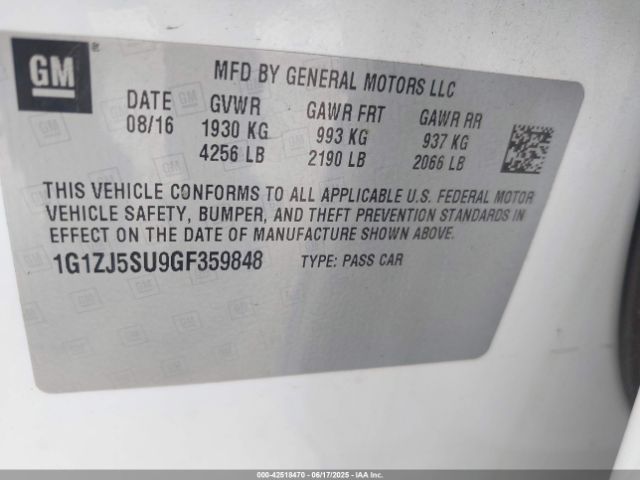 GM ®
MFD BY GENERAL MOTORS LLC
DATE GVWR GAWR FRT GAWR RR
08/16 1930 KG 993 KG 937 KG
4256 LB 2190 LB 2066 LB
THIS VEHICLE CONFORMS TO ALL APPLICABLE U.S. FEDERAL MOTOR
VEHICLE SAFETY, BUMPER, AND THEFT PREVENTION STANDARDS IN
EFFECT ON THE DATE OF MANUFACTURE SHOWN ABOVE.
1G1ZJ5SU9GF359848 TYPE: PASS CAR
000-42518470 - 06/17/2025 - IAAI, Inc.